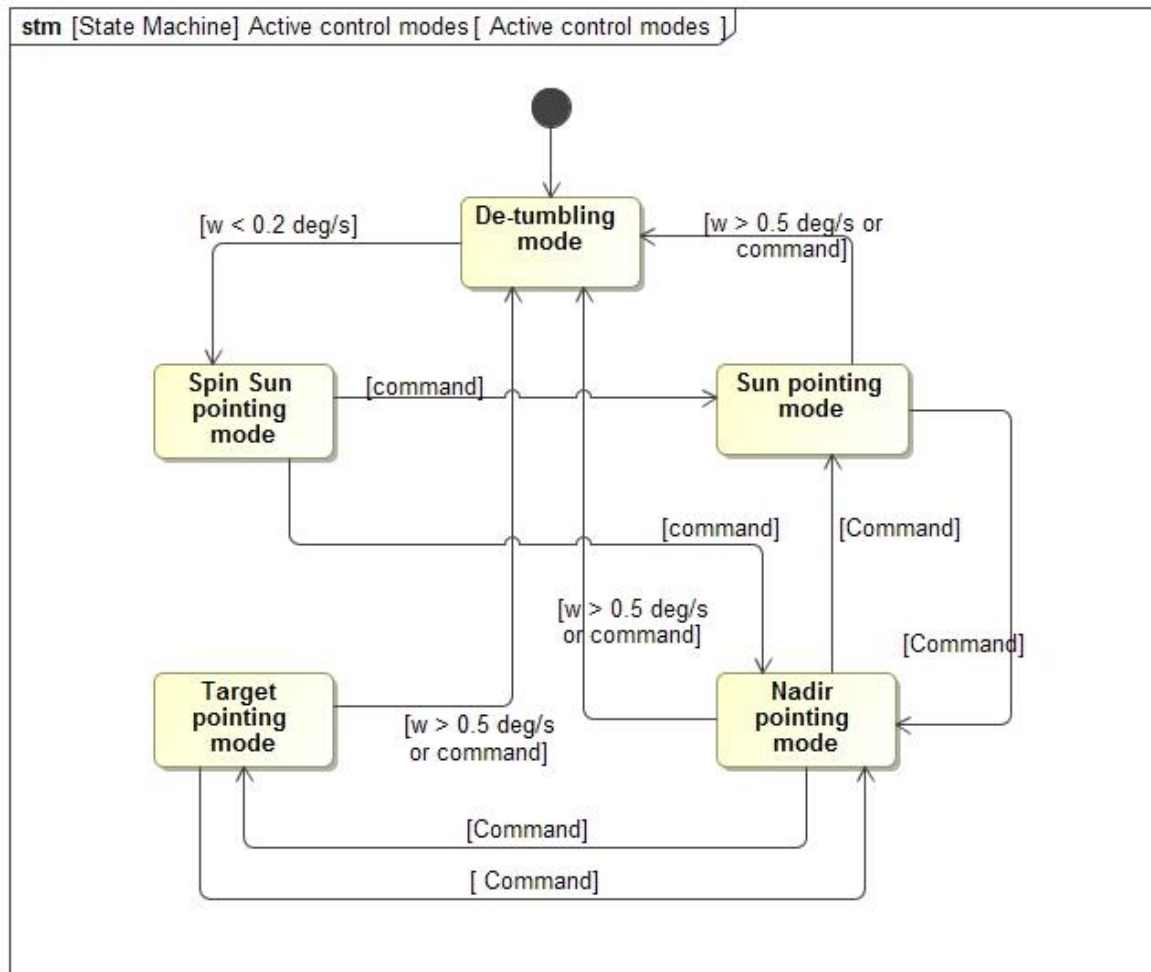 stm [State Machine] Active control modes [ Active control modes ]
De-tumbling
mode
[w < 0.2 deg/s]
[w > 0.5 deg/s or
command]
Spin Sun
pointing
mode
[command]
Sun pointing
mode
[command]
[Command]
[w > 0.5 deg/s
or command]
[Command]
Target
pointing
mode
[w > 0.5 deg/s
or command]
Nadir
pointing
mode
[Command]
[ Command]